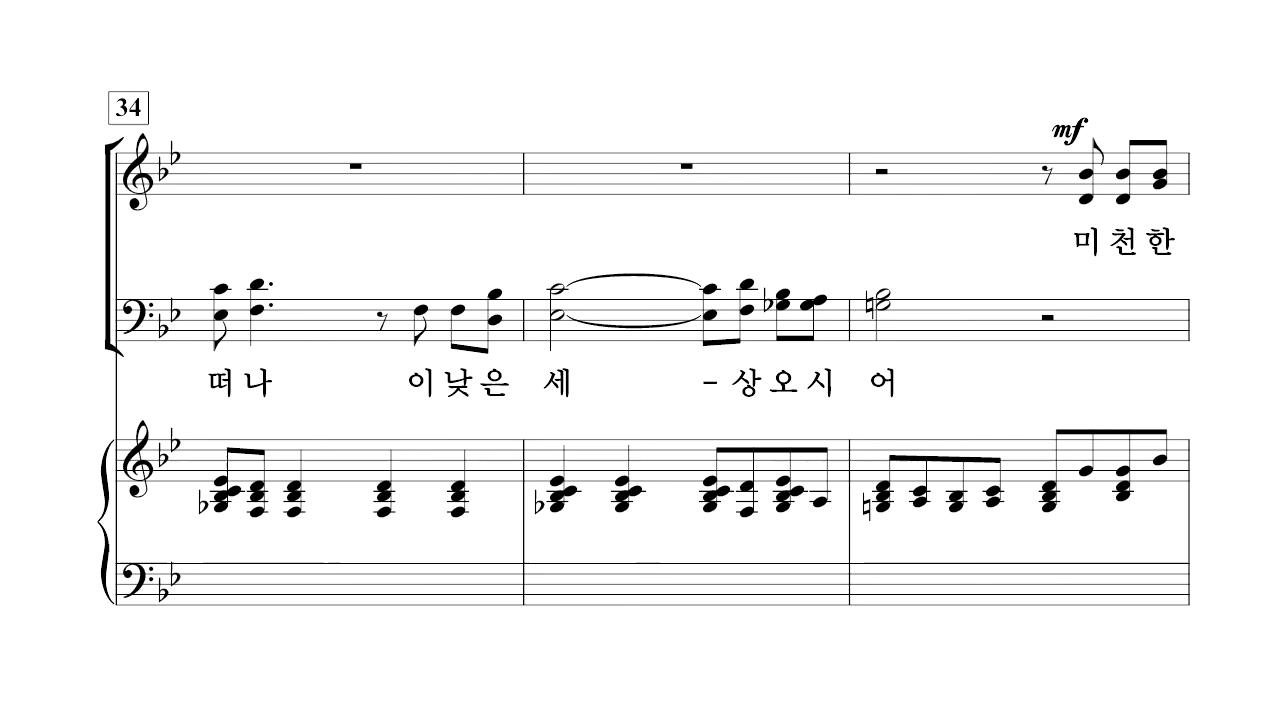 34
mf
미 천 한
떠 나 이 낮 은 세 - 상 오 시 어